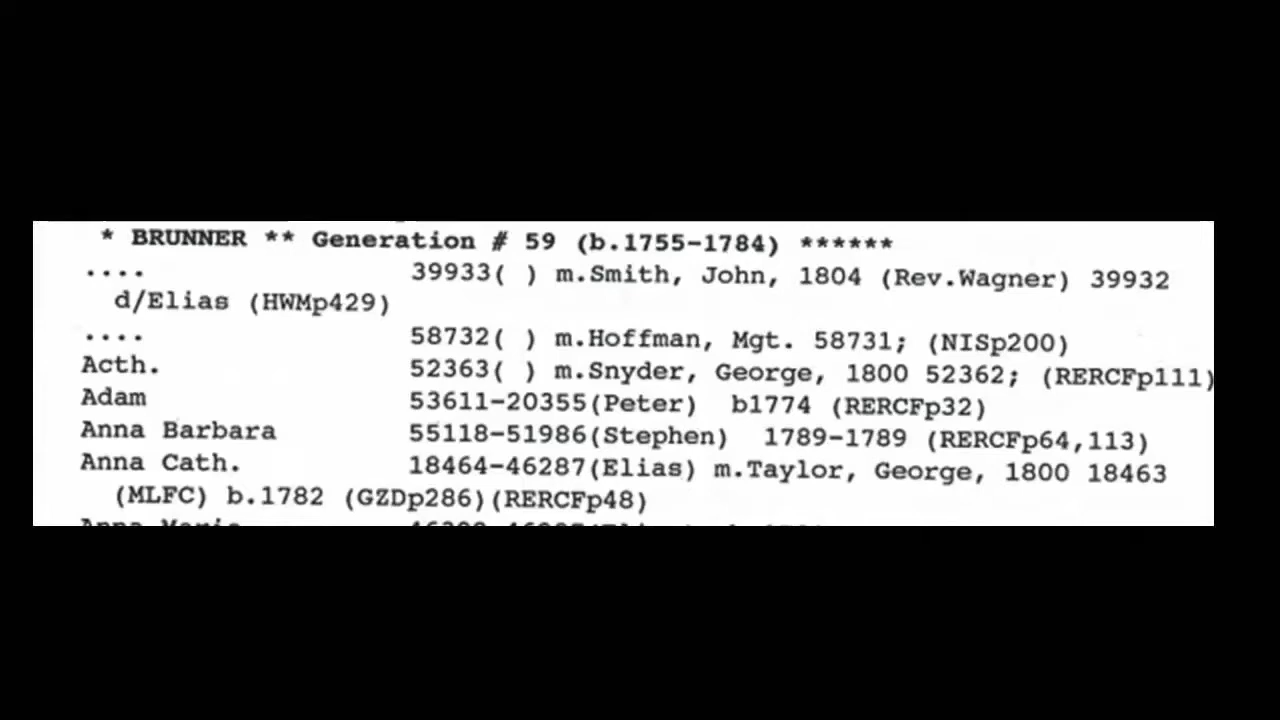 * BRUNNER ** Generation # 59 (b.1755-1784) ******
.... 39933( ) m.Smith, John, 1804 (Rev.Wagner) 39932
d/Elias (HWMp429)
.... 58732( ) m.Hoffman, Mgt. 58731; (NISp200)
Acth. 52363( ) m.Snyder, George, 1800 52362; (RERCFp111)
Adam 53611-20355(Peter) b1774 (RERCFp32)
Anna Barbara 55118-51986(Stephen) 1789-1789 (RERCFp64,113)
Anna Cath. 18464-46287(Elias) m.Taylor, George, 1800 18463
(MLFC) b.1782 (GZDp286)(RERCFp48)